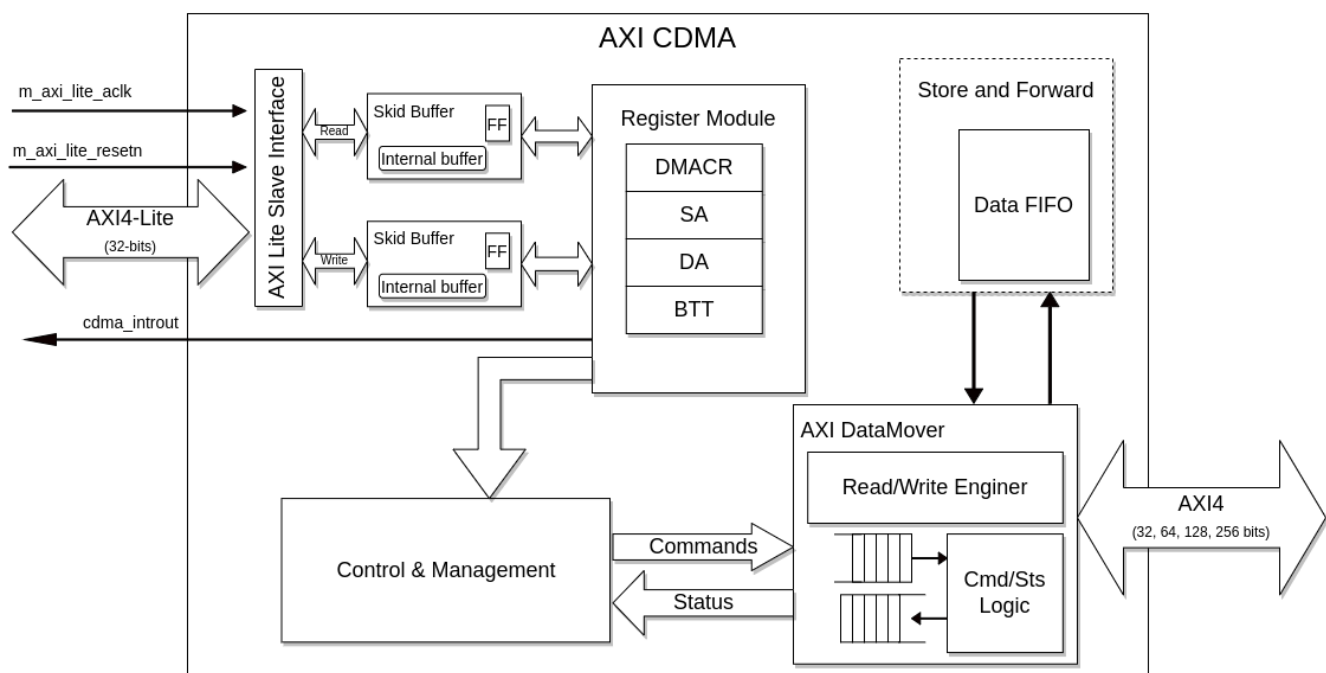 AXI CDMA
m_axi_lite_aclk
m_axi_lite_resetn
AXI4-Lite
(32-bits)
cdma_introut
AXI Lite Slave Interface
Read
Skid Buffer
FF
Internal buffer
Write
Skid Buffer
FF
Internal buffer
Register Module
DMACR
SA
DA
BTT
Store and Forward
Data FIFO
Control & Management
Commands
Status
AXI DataMover
Read/Write Enginer
Cmd/Sts
Logic
AXI4
(32, 64, 128, 256 bits)